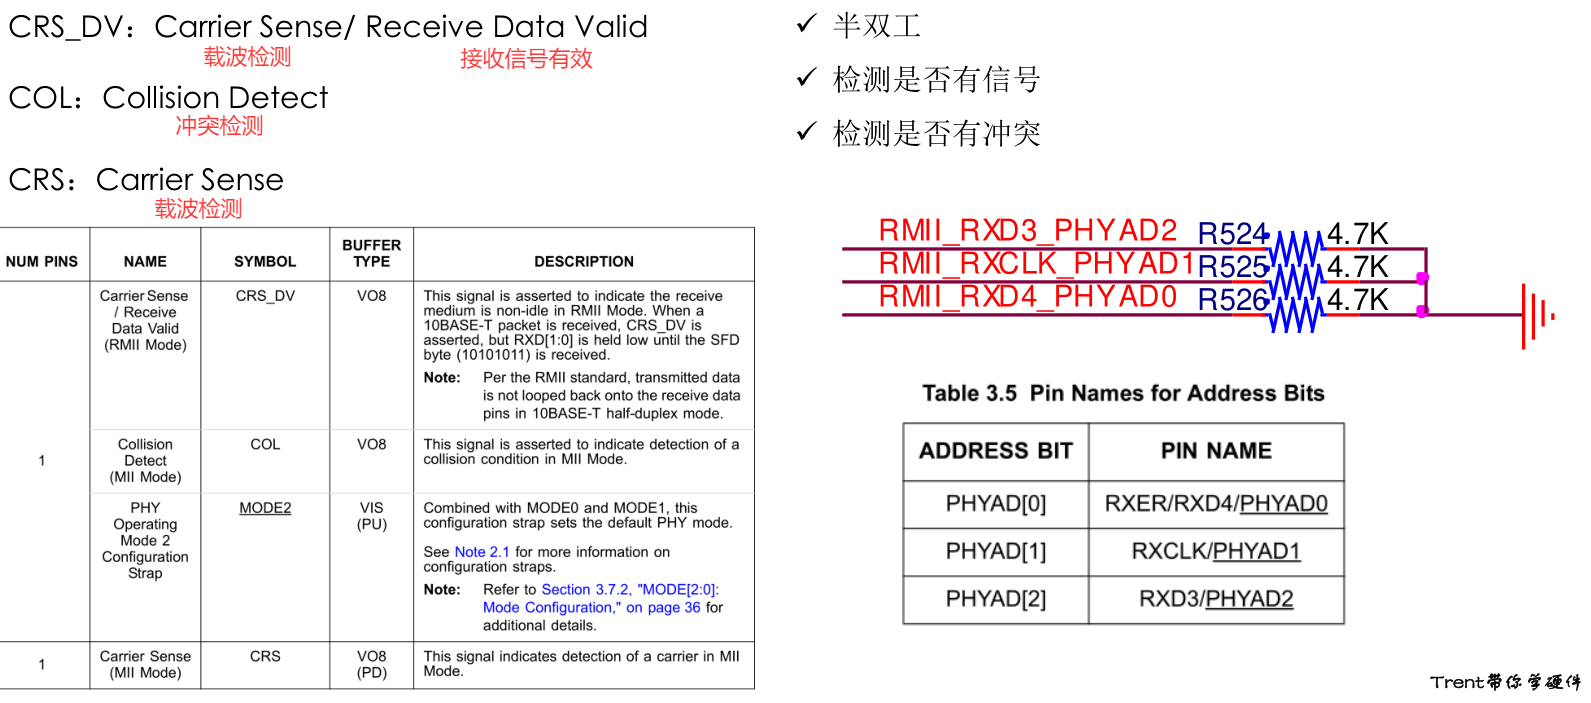 CRS_DV：Carrier Sense/ Receive Data Valid
载波检测 接收信号有效
COL：Collision Detect
冲突检测
CRS：Carrier Sense
载波检测
✓ 半双工
✓ 检测是否有信号
✓ 检测是否有冲突
NUM PINS NAME SYMBOL BUFFER TYPE DESCRIPTION
1
Carrier Sense
/ Receive
Data Valid
(RMII Mode)
CRS_DV
VO8
This signal is asserted to indicate the receive
medium is non-idle in RMII Mode. When a
10BASE-T packet is received, CRS_DV is
asserted, but RXD[1:0] is held low until the SFD
byte (10101011) is received.
Note: Per the RMII standard, transmitted data
is not looped back onto the receive data
pins in 10BASE-T half-duplex mode.
Collision
Detect
(MII Mode)
COL
VO8
This signal is asserted to indicate detection of a
collision condition in MII Mode.
PHY
Operating
Mode 2
Configuration
Strap
MODE2
VIS
(PU)
Combined with MODE0 and MODE1, this
configuration strap sets the default PHY mode.
See Note 2.1 for more information on
configuration straps.
Note: Refer to Section 3.7.2, "MODE[2:0]:
Mode Configuration," on page 36 for
additional details.
1
Carrier Sense
(MII Mode)
CRS
VO8
(PD)
This signal indicates detection of a carrier in MII
Mode.
RMII_RXD3_PHYAD2 R524 4.7K
RMII_RXCLK_PHYAD1 R525 4.7K
RMII_RXD4_PHYAD0 R526 4.7K
Table 3.5 Pin Names for Address Bits
ADDRESS BIT PIN NAME
PHYAD[0] RXER/RXD4/PHYAD0
PHYAD[1] RXCLK/PHYAD1
PHYAD[2] RXD3/PHYAD2
Trent带你学硬件